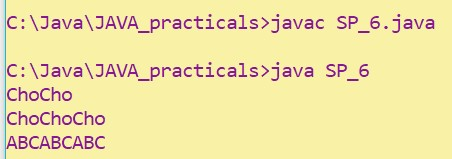 C:\Java\JAVA_practicals>javac SP_6.java
C:\Java\JAVA_practicals>java SP_6
ChoCho
ChoChoCho
ABCABCABC